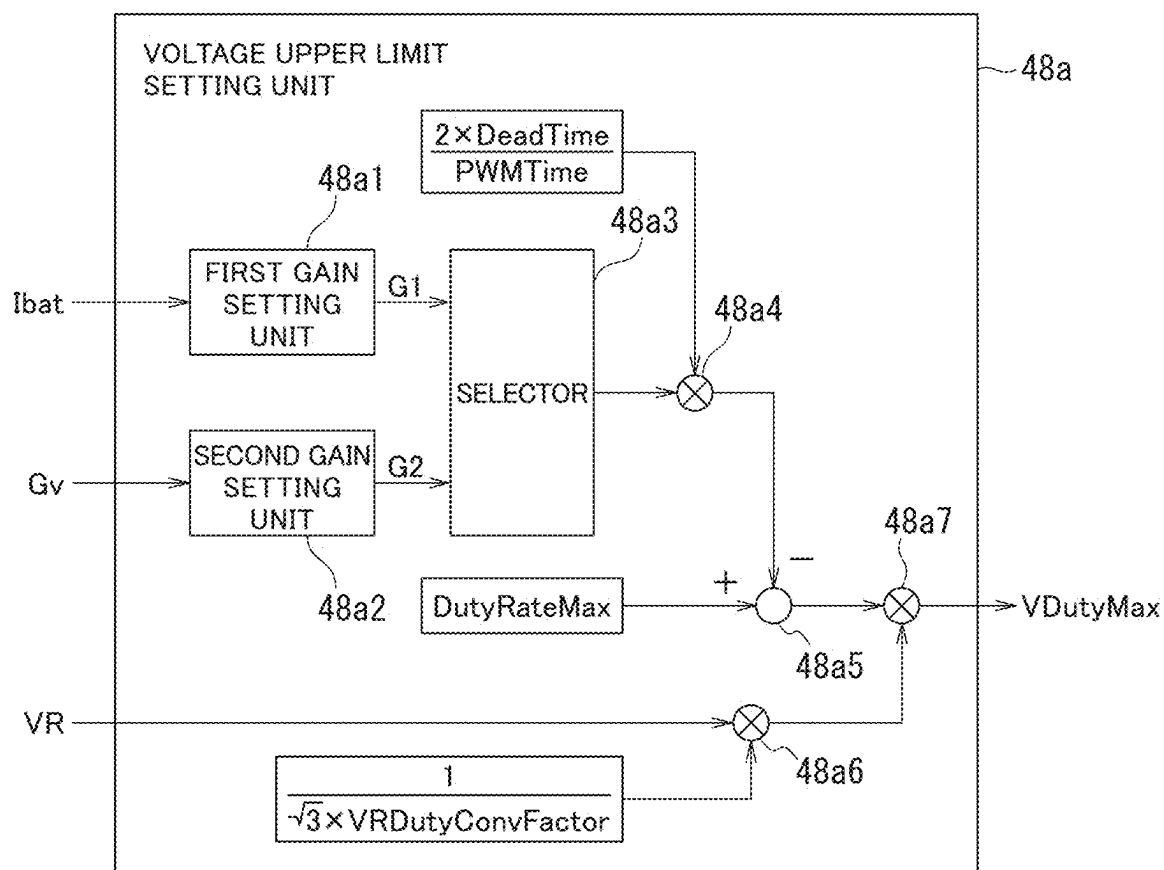 VOLTAGE UPPER LIMIT
SETTING UNIT
48a
2×DeadTime
PWMTime
48a1
48a3
FIRST GAIN
SETTING
UNIT
Ibat
G1
48a4
SELECTOR
SECOND GAIN
SETTING
UNIT
Gv
G2
48a2
48a7
DutyRateMax
+
−
VDutyMax
48a5
VR
48a6
1
√3×VRDutyConvFactor